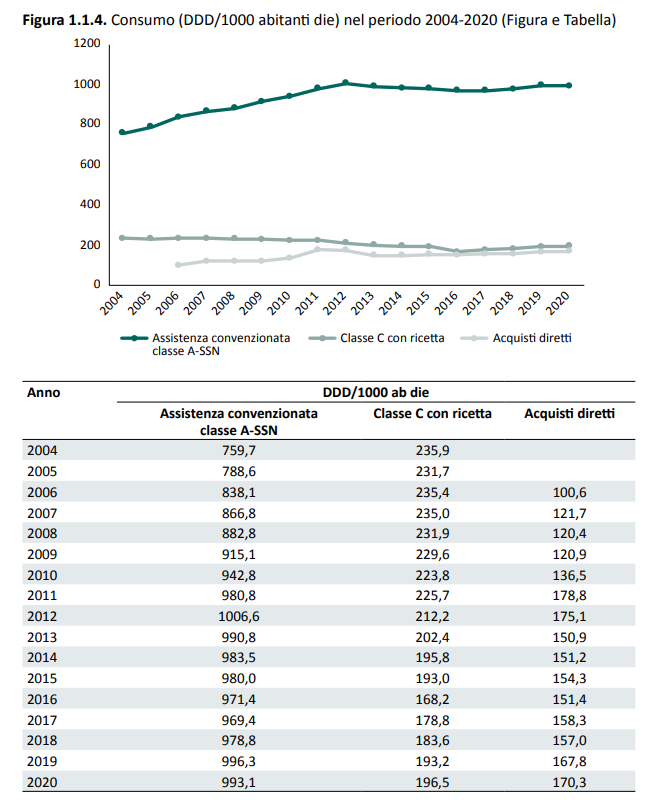 Figura 1.1.4. Consumo (DDD/1000 abitanti die) nel periodo 2004-2020 (Figura e Tabella)
1200
1000
800
600
400
200
0
2004 2005 2006 2007 2008 2009 2010 2011 2012 2013 2014 2015 2016 2017 2018 2019 2020
Assistenza convenzionata classe A-SSN
Classe C con ricetta
Acquisti diretti
Anno DDD/1000 ab die
Assistenza convenzionata classe A-SSN Classe C con ricetta Acquisti diretti
2004 759,7 235,9
2005 788,6 231,7
2006 838,1 235,4 100,6
2007 866,8 235,0 121,7
2008 882,8 231,9 120,4
2009 915,1 229,6 120,9
2010 942,8 223,8 136,5
2011 980,8 225,7 178,8
2012 1006,6 212,2 175,1
2013 990,8 202,4 150,9
2014 983,5 195,8 151,2
2015 980,0 193,0 154,3
2016 971,4 168,2 151,4
2017 969,4 178,8 158,3
2018 978,8 183,6 157,0
2019 996,3 193,2 167,8
2020 993,1 196,5 170,3